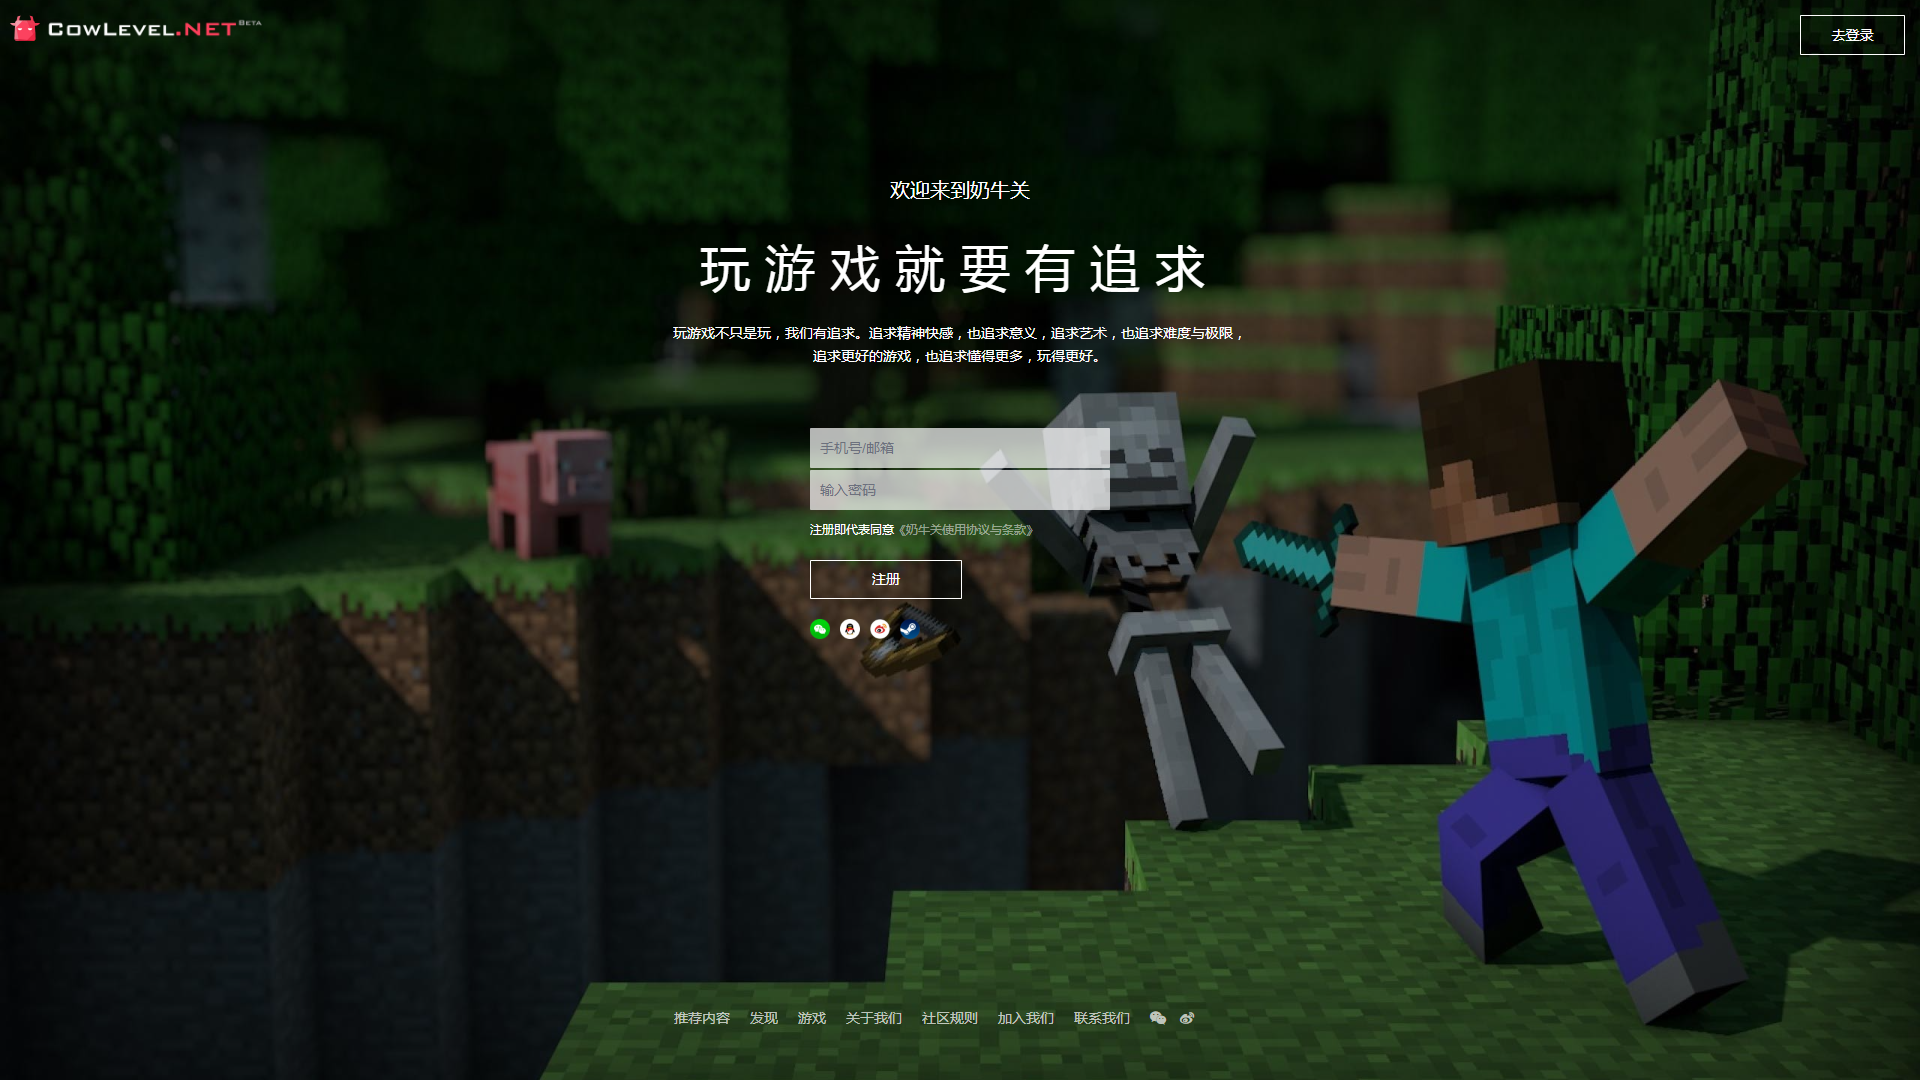 COWLEVEL.NET BETA
去登录
欢迎来到奶牛关
玩游戏就要有追求
玩游戏不只是玩，我们有追求。追求精神快感，也追求意义，追求艺术，也追求难度与极限，
追求更好的游戏，也追求懂得更多，玩得更好。
手机号/邮箱
输入密码
注册即代表同意《奶牛关使用协议与条款》
注册
推荐内容 发现 游戏 关于我们 社区规则 加入我们 联系我们